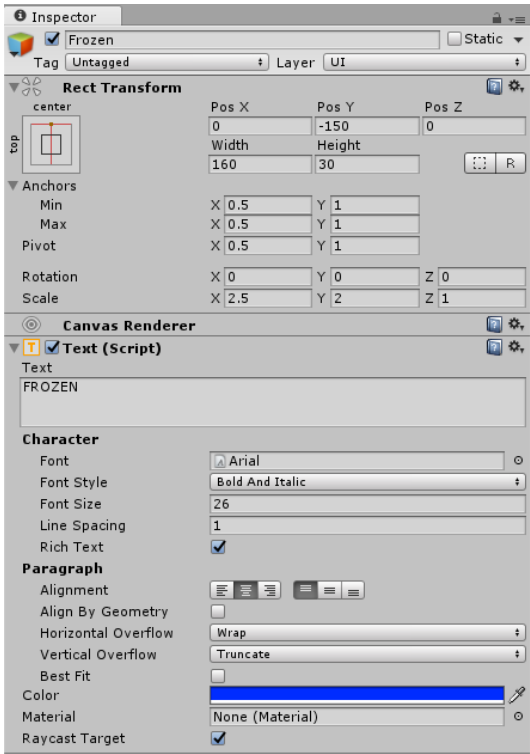 Inspector
Frozen Static
Tag Untagged Layer UI
Rect Transform
center Pos X Pos Y Pos Z
top
0 -150 0
Width Height
160 30 R
Anchors
Min X 0.5 Y 1
Max X 0.5 Y 1
Pivot X 0.5 Y 1
Rotation X 0 Y 0 Z 0
Scale X 2.5 Y 2 Z 1
Canvas Renderer
T Text (Script)
Text
FROZEN
Character
Font Arial
Font Style Bold And Italic
Font Size 26
Line Spacing 1
Rich Text
Paragraph
Alignment
Align By Geometry
Horizontal Overflow Wrap
Vertical Overflow Truncate
Best Fit
Color
Material None (Material)
Raycast Target